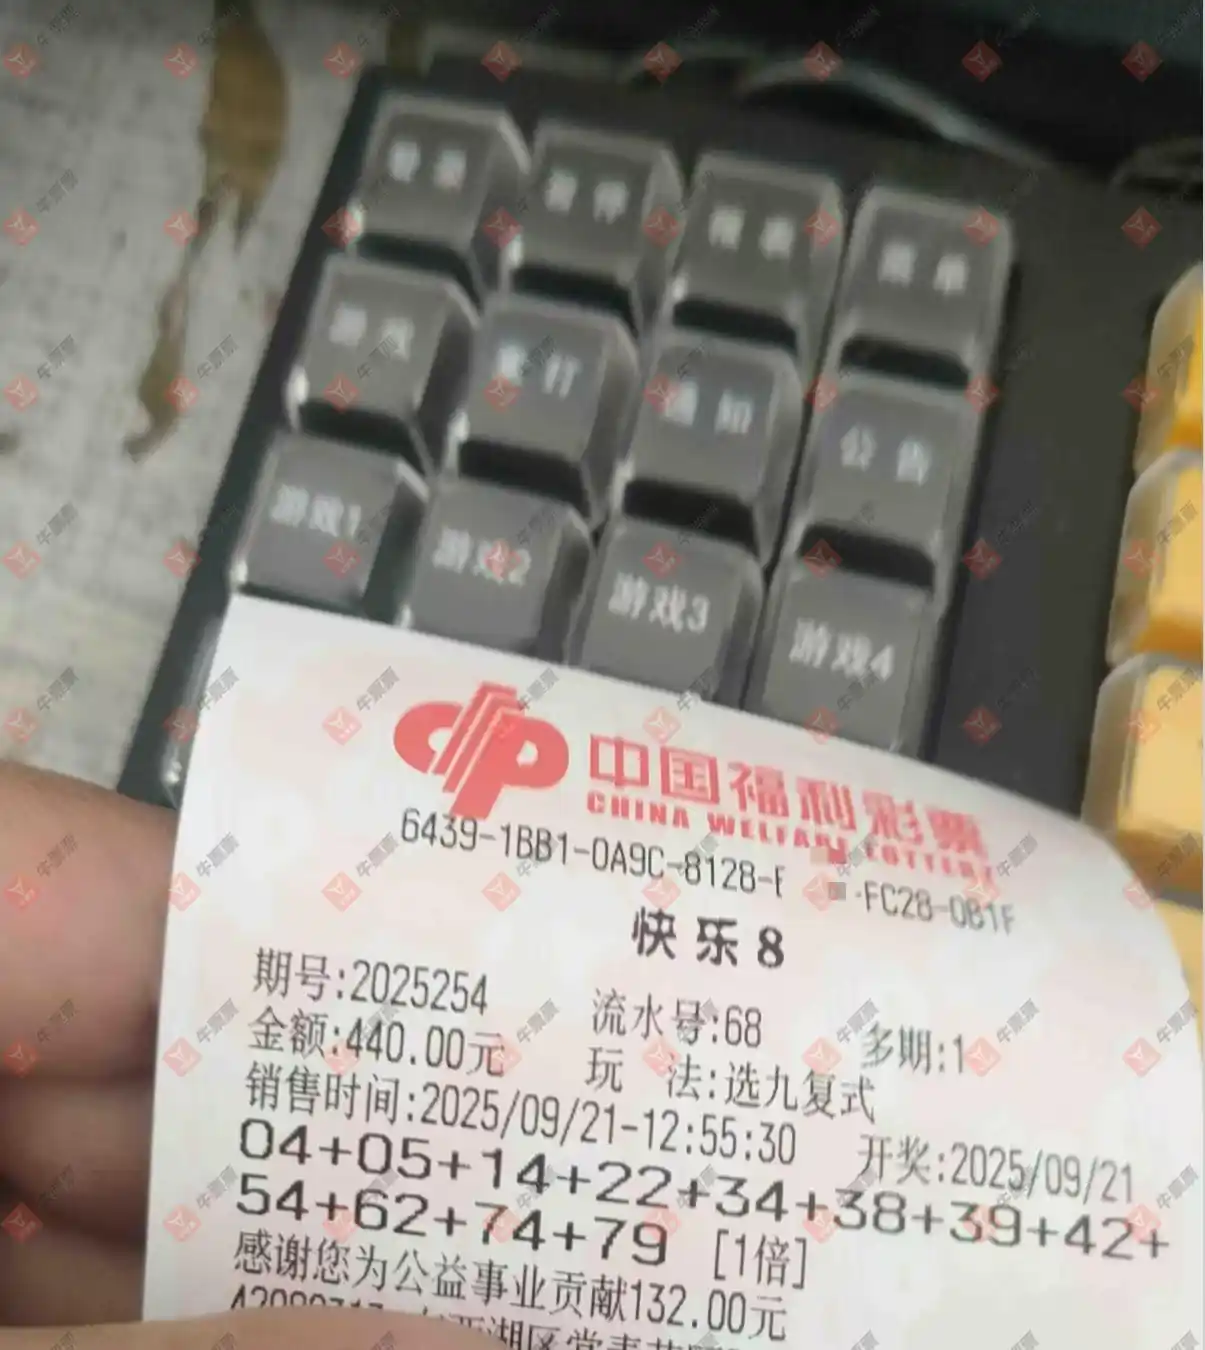 游戏
重打
通知
公告
游戏1
游戏2
游戏3
游戏4
中国福利彩票
CHINA WELFARE LOTTERY
6439-1BB1-0A9C-8128-
-FC28-0B1F
快乐8
期号:2025254 流水号:68 多期:1
金额:440.00元 玩 法:选九复式
销售时间:2025/09/21-12:55:30 开奖:2025/09/21
04+05+14+22+34+38+39+42+
54+62+74+79 [1倍]
感谢您为公益事业贡献132.00元
牛票票